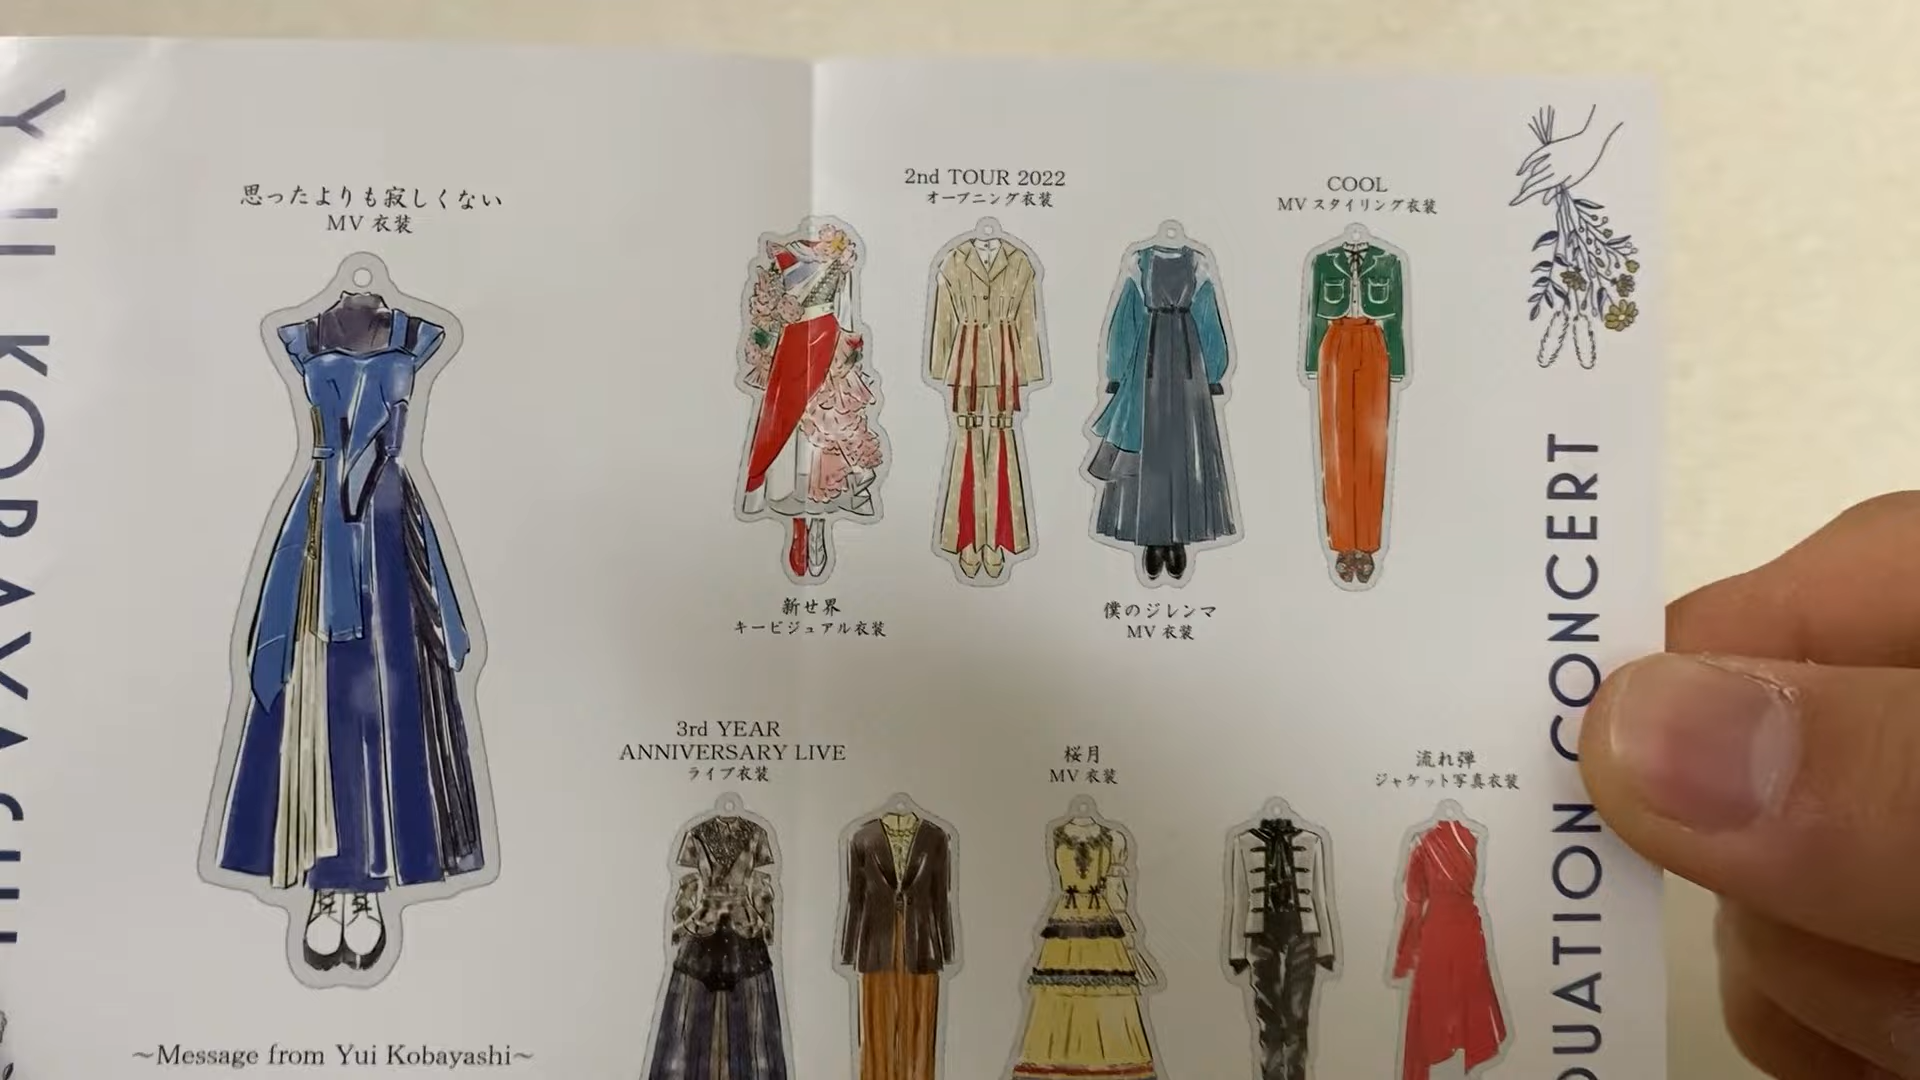 YUI KOBAYASHI
思ったよりも寂しくない
MV 衣装
2nd TOUR 2022
オープニング衣装
COOL
MV スタイリング衣装
新せ界
キービジュアル衣装
僕のジレンマ
MV 衣装
3rd YEAR
ANNIVERSARY LIVE
ライブ衣装
桜月
MV 衣装
流れ弾
ジャケット写真衣装
~Message from Yui Kobayashi~
DUATION CONCERT